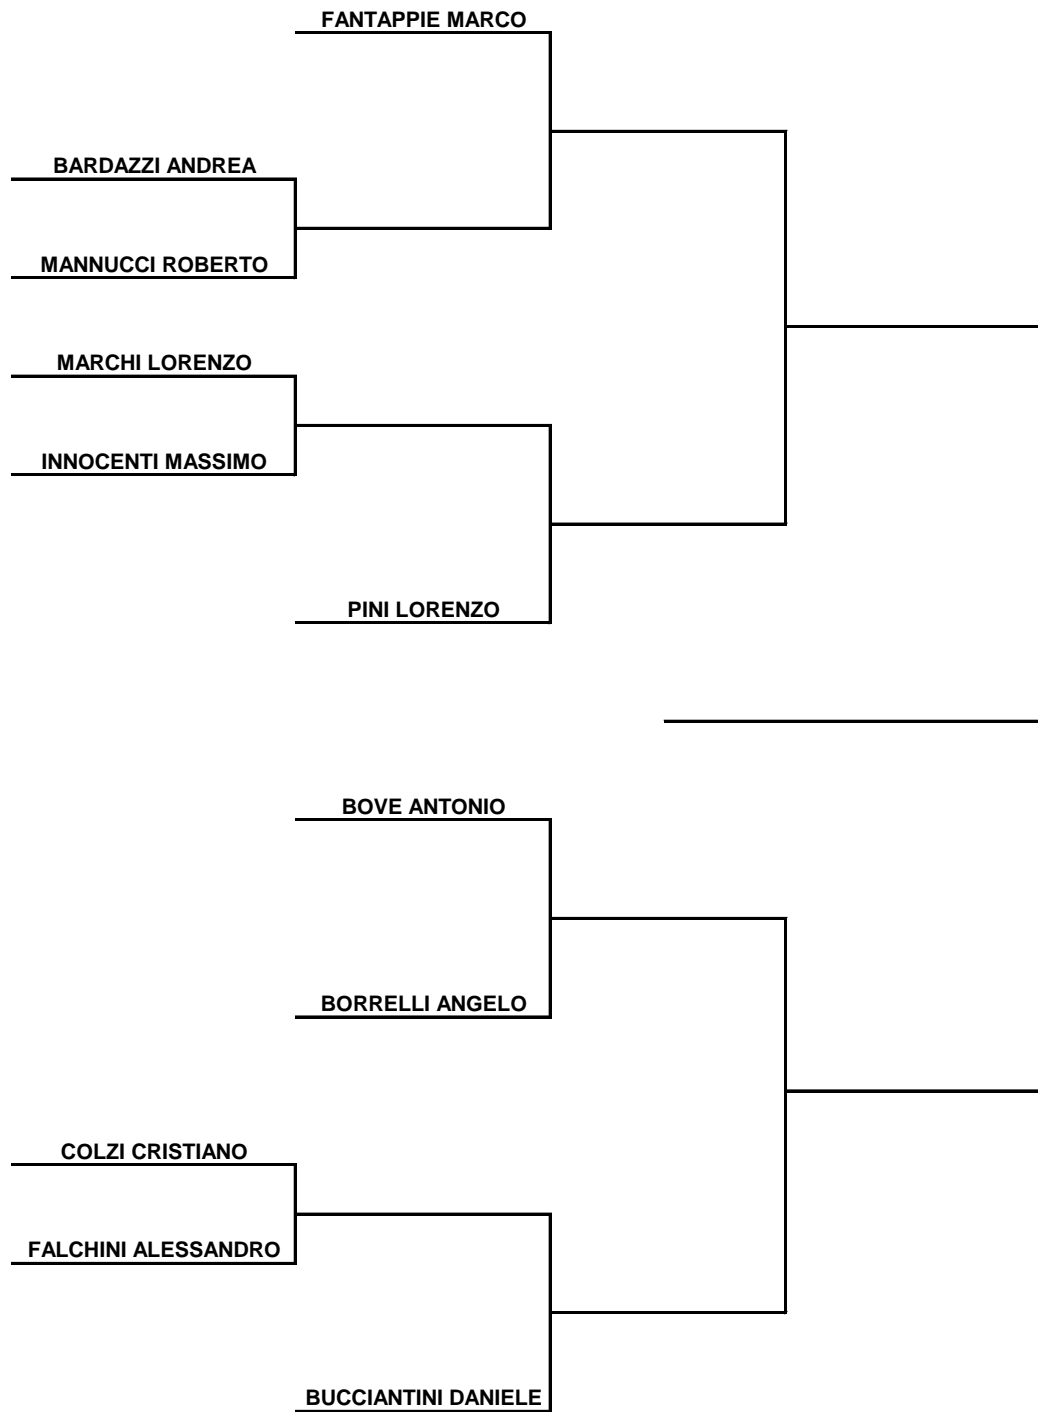 FANTAPPIE MARCO
BARDAZZI ANDREA
MANNUCCI ROBERTO
MARCHI LORENZO
INNOCENTI MASSIMO
PINI LORENZO
BOVE ANTONIO
BORRELLI ANGELO
COLZI CRISTIANO
FALCHINI ALESSANDRO
BUCCIANTINI DANIELE